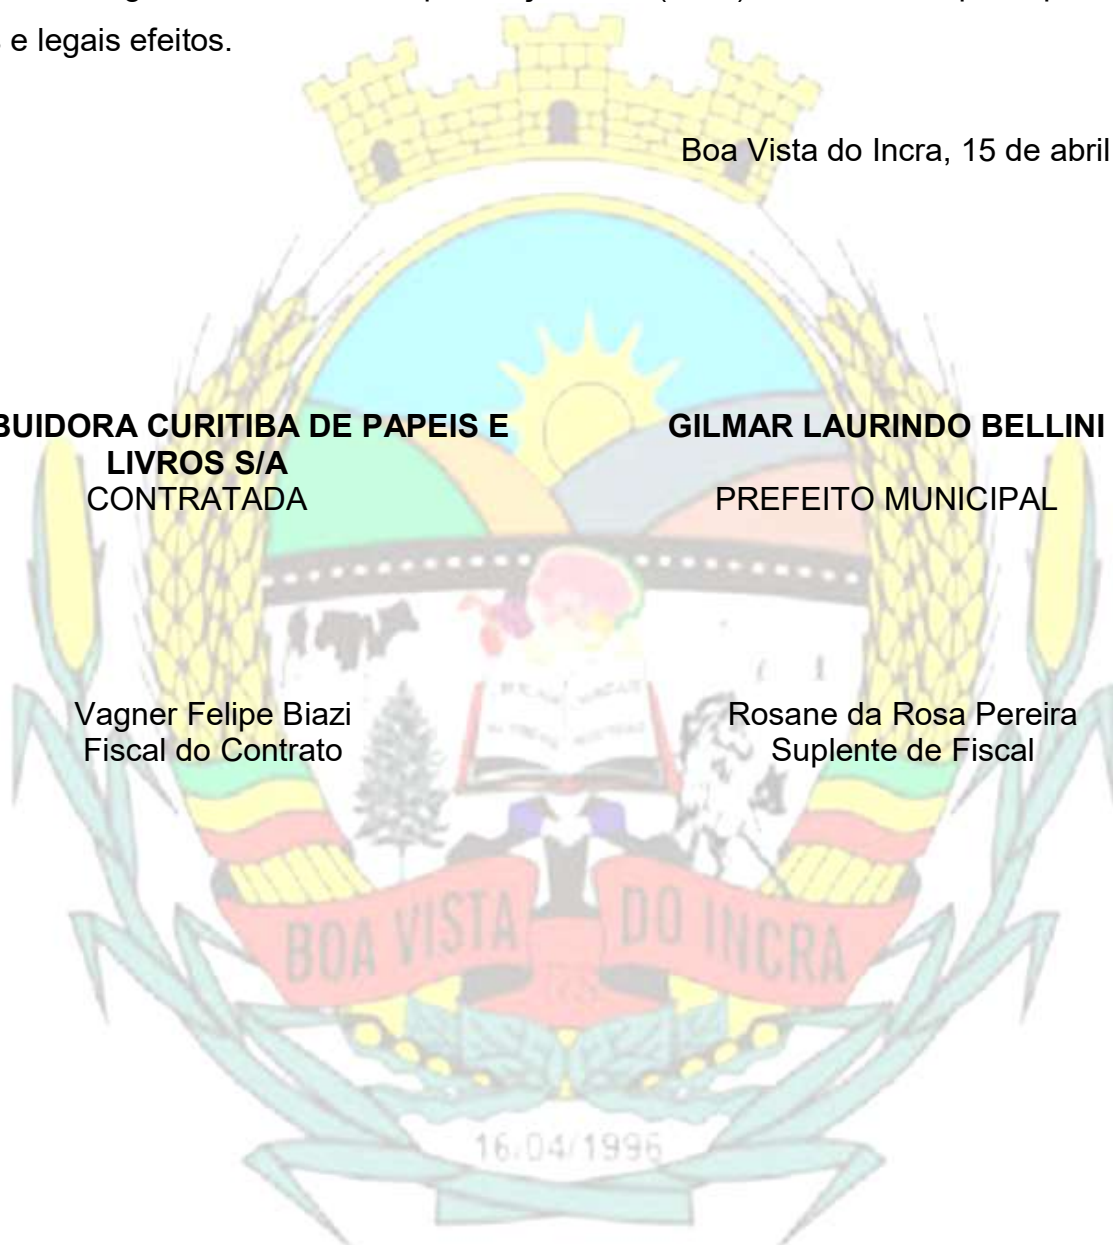 s e legais efeitos.
Boa Vista do Incra, 15 de abril
BUIDORA CURITIBA DE PAPEIS E
LIVROS S/A
CONTRATADA
GILMAR LAURINDO BELLINI
PREFEITO MUNICIPAL
Vagner Felipe Biazi
Fiscal do Contrato
Rosane da Rosa Pereira
Suplente de Fiscal
BOA VISTA DO INCRA
16/04/1996